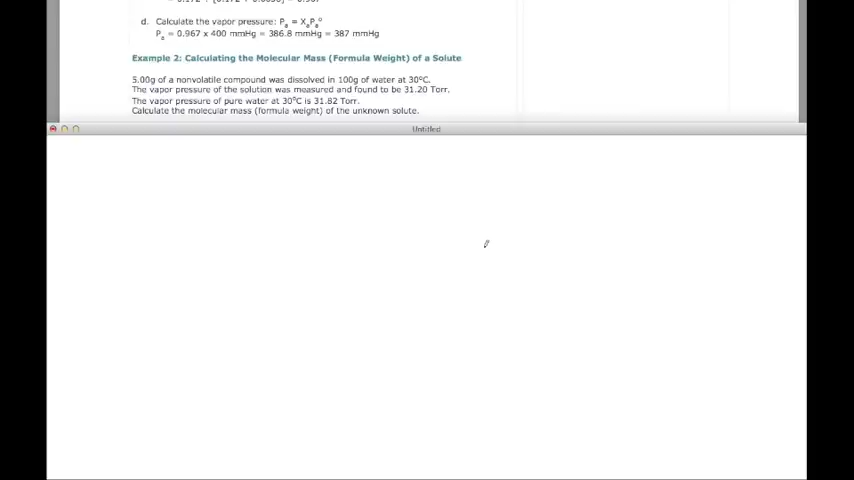 d. Calculate the vapor pressure: Pa = XaPa°
Pa = 0.967 x 400 mmHg = 386.8 mmHg = 387 mmHg
Example 2: Calculating the Molecular Mass (Formula Weight) of a Solute
5.00g of a nonvolatile compound was dissolved in 100g of water at 30°C.
The vapor pressure of the solution was measured and found to be 31.20 Torr.
The vapor pressure of pure water at 30°C is 31.82 Torr.
Calculate the molecular mass (formula weight) of the unknown solute.
Untitled